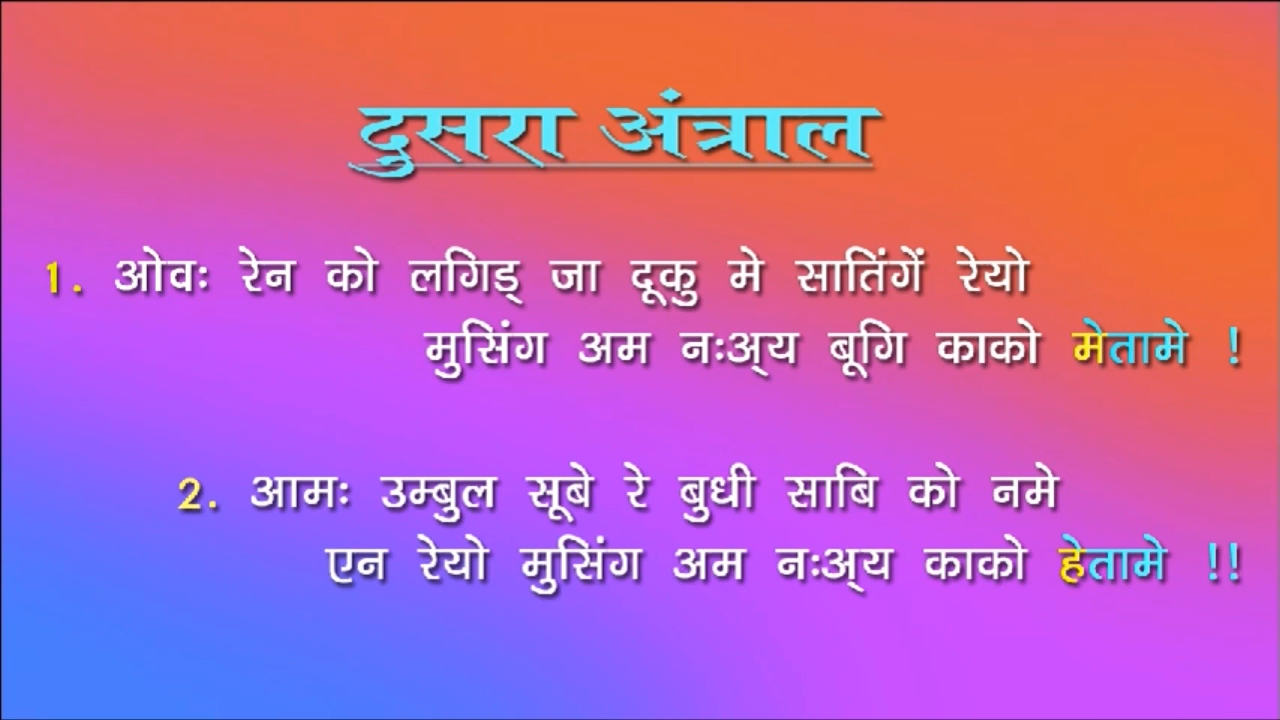 दुसरा अंत्राल
1. ओवः रेन को लगिड् जा दूकु मे सातिंगें रेयो
मुसिंग अम नःअ्य बूगि काको मेतामे !
2. आमः उम्बुल सूबे रे बुधी साबि को नमे
एन रेयो मुसिंग अम नःअ्य काको हेतामे !!